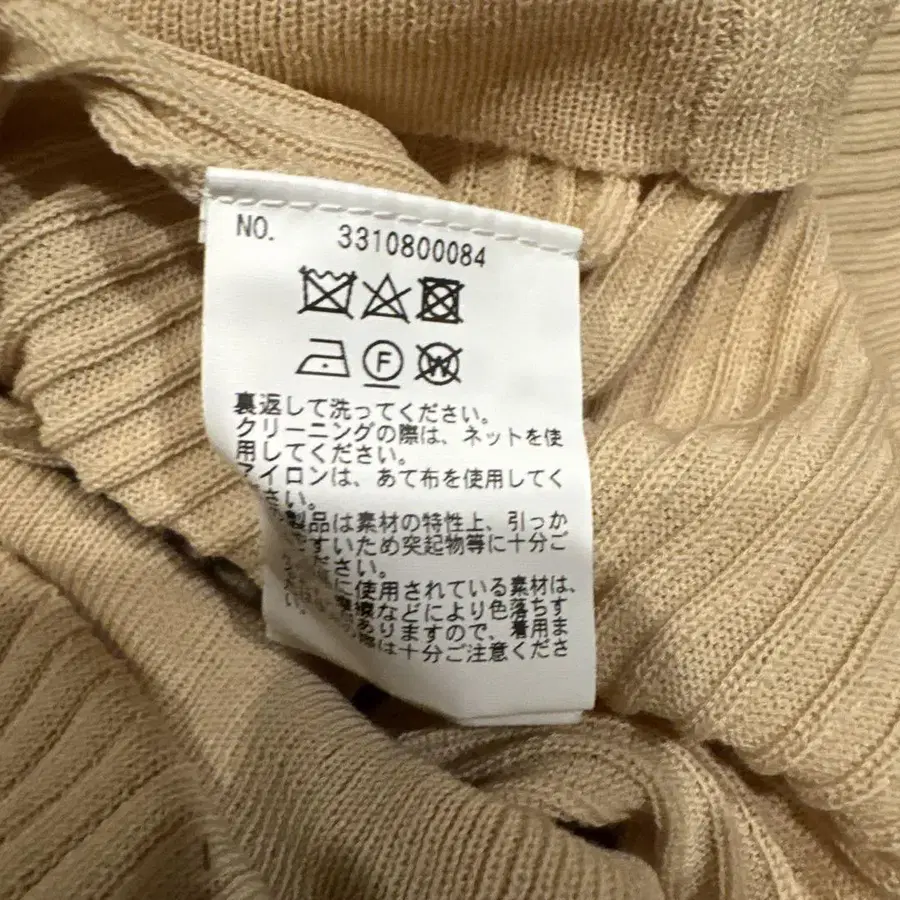 NO. 3310800084
F W
裏返して洗ってください。
クリーニングの際は、ネットを使
用してください。
アイロンは、あて布を使用してく
さい。
製品は素材の特性上、引っか
すいため突起物等に十分ご
ください。
に使用されている素材は、
などにより色落ちす
ありますので、着用ま
は十分ご注意くださ
い。